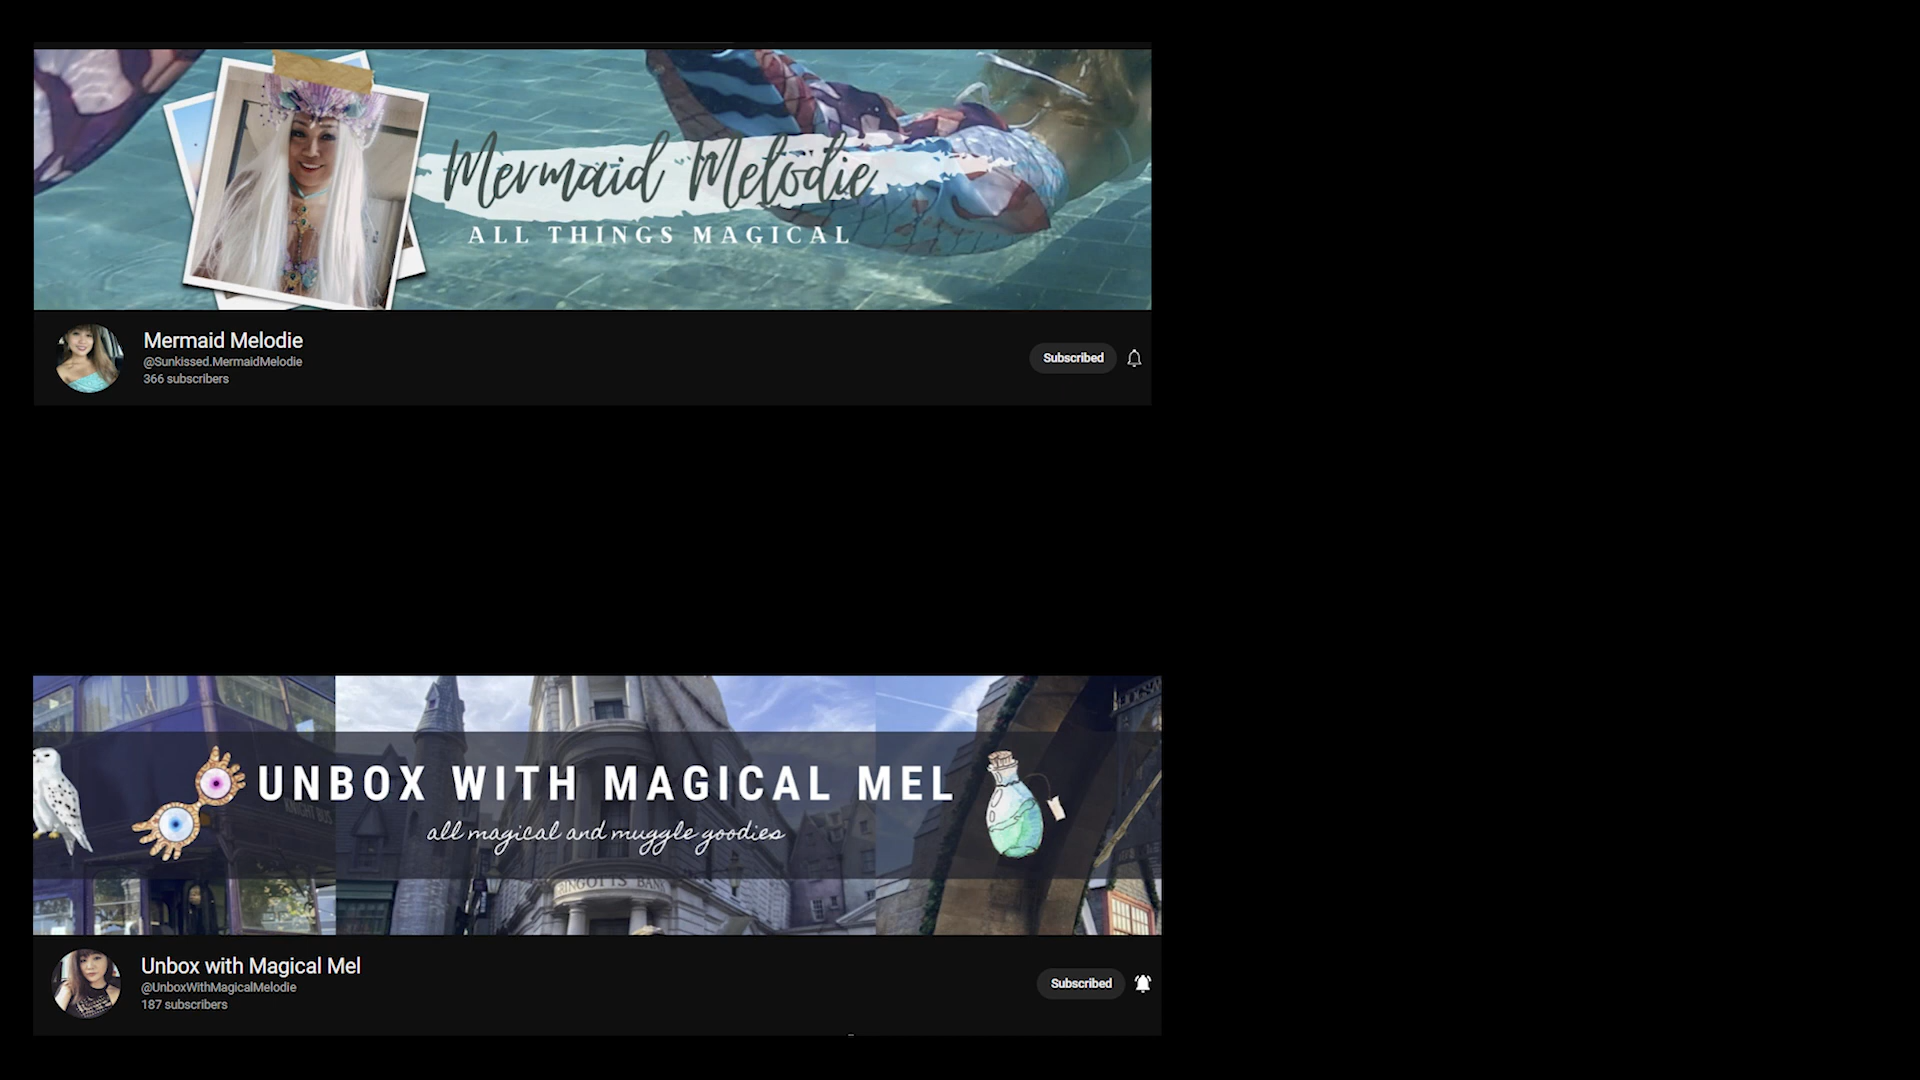 Mermaid Melodie
ALL THINGS MAGICAL
Mermaid Melodie
@Sunkissed.MermaidMelodie
366 subscribers
Subscribed
UNBOX WITH MAGICAL MEL
all magical and muggle goodies
Unbox with Magical Mel
@UnboxWithMagicalMelodie
187 subscribers
Subscribed